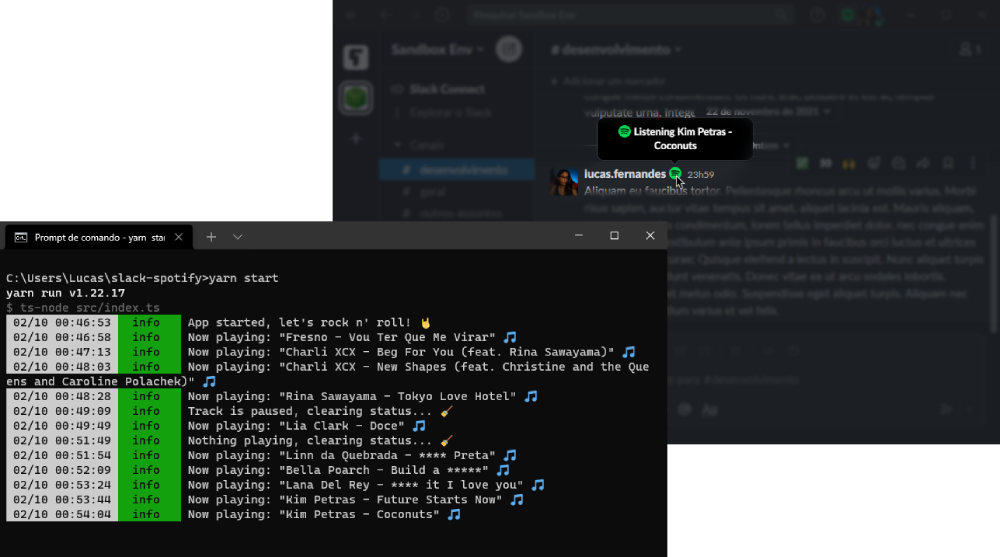 Pesquisar Sandbox Env
Sandbox Env
# desenvolvimento
1
Slack Connect
Explorar o Slack
Canais
# desenvolvimento
# geral
# outros assuntos
+ Adicionar um marcador
vulputate urna. Intege
22 de novembro de 2021
Listening Kim Petras -
Coconuts
lucas.fernandes 23h59
Aliquam eu faucibus tortor. Pellentesque rhoncus arcu ut mollis varius. Morbi
risus sapien, auctor vitae tempus sit amet, aliquet lacinia est. Mauris aliquam,
condimentum, lorem tellus imperdiet dolor, nec congue enim
vestibulum ante ipsum primis in faucibus orci luctus et ultrices
curae; Quisque eleifend a lectus in suscipit. Nunc aliquet turpis
dunt venenatis. Donec vitae ex ut arcu sodales lobortis.
et metus odio. Suspendisse eget aliquet turpis. Aliquam nec
tum varius et vel felis.
para #desenvolvimento
Prompt de comando - yarn star
C:\Users\Lucas\slack-spotify>yarn start
yarn run v1.22.17
$ ts-node src/index.ts
02/10 00:46:53 info App started, let's rock n' roll! 🤘
02/10 00:46:58 info Now playing: "Fresno - Vou Ter Que Me Virar" 🎵
02/10 00:47:13 info Now playing: "Charli XCX - Beg For You (feat. Rina Sawayama)" 🎵
02/10 00:48:03 info Now playing: "Charli XCX - New Shapes (feat. Christine and the Que
ens and Caroline Polachek)" 🎵
02/10 00:48:28 info Now playing: "Rina Sawayama - Tokyo Love Hotel" 🎵
02/10 00:49:09 info Track is paused, clearing status... 🧹
02/10 00:49:49 info Now playing: "Lia Clark - Doce" 🎵
02/10 00:51:49 info Nothing playing, clearing status... 🧹
02/10 00:51:54 info Now playing: "Linn da Quebrada - **** Preta" 🎵
02/10 00:52:09 info Now playing: "Bella Poarch - Build a *****" 🎵
02/10 00:53:24 info Now playing: "Lana Del Rey - **** it I love you" 🎵
02/10 00:53:44 info Now playing: "Kim Petras - Future Starts Now" 🎵
02/10 00:54:04 info Now playing: "Kim Petras - Coconuts" 🎵